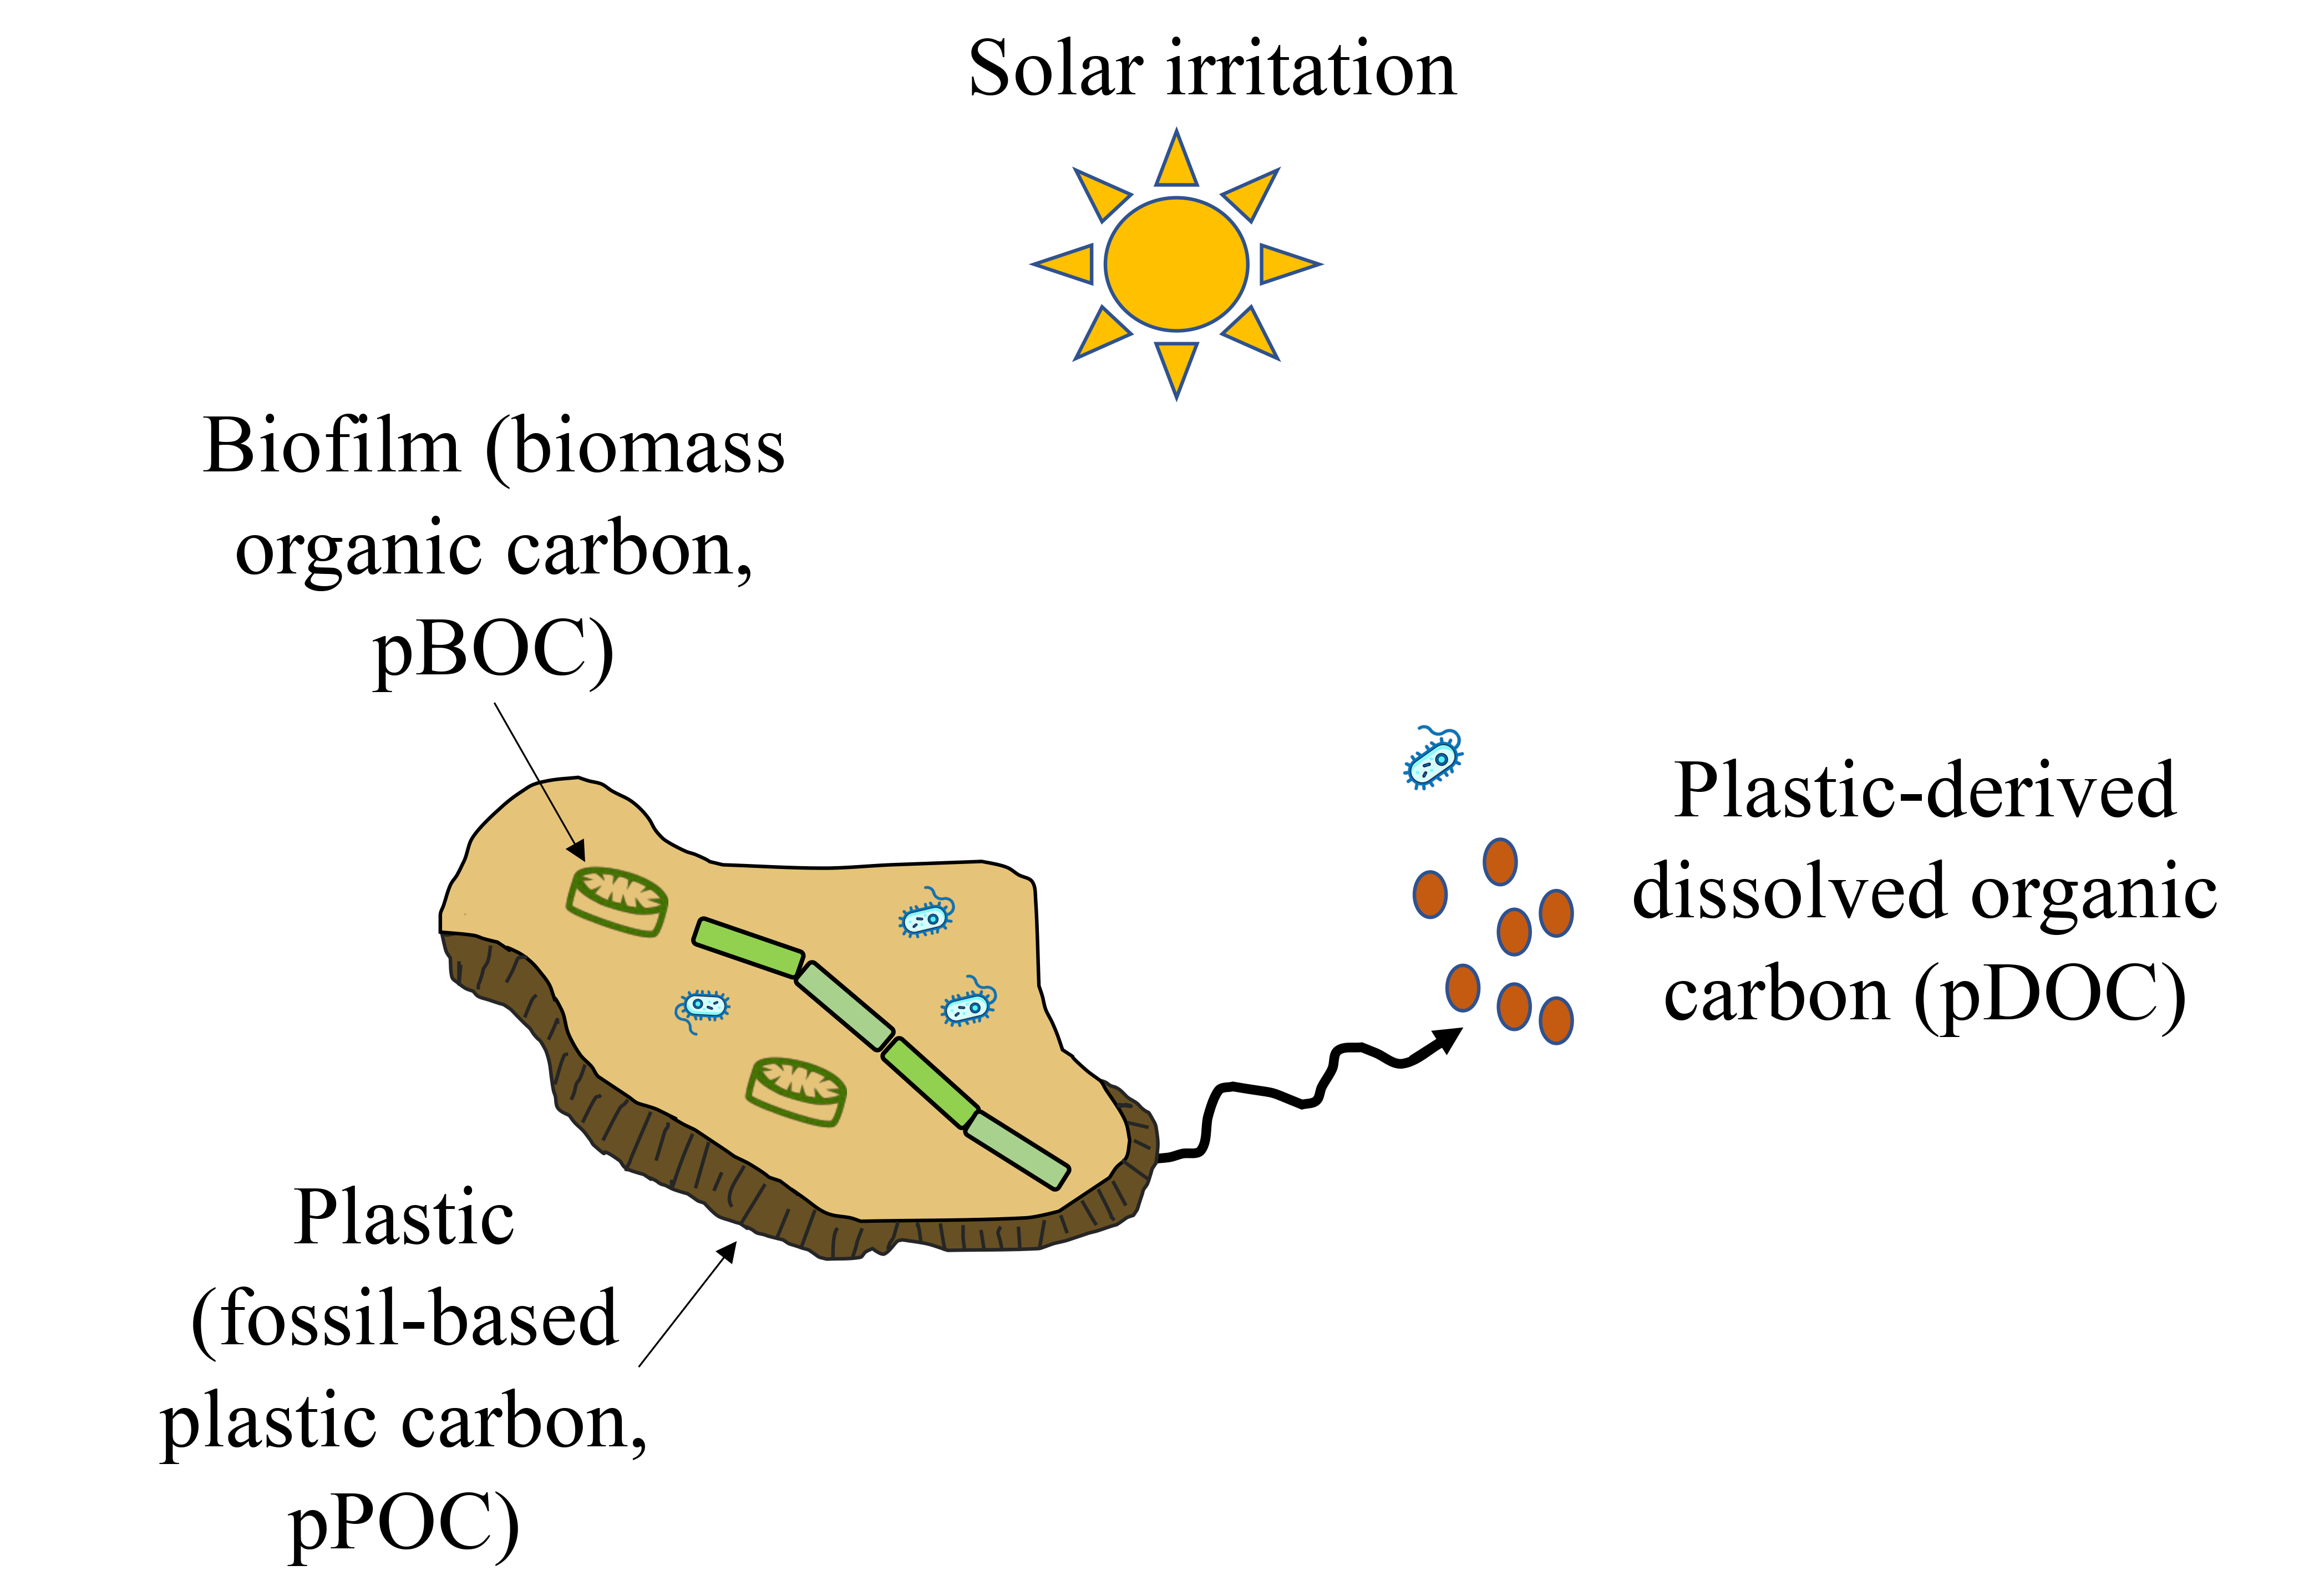 Solar irritation
Biofilm (biomass
organic carbon,
pBOC)
Plastic-derived
dissolved organic
carbon (pDOC)
Plastic
(fossil-based
plastic carbon,
pPOC)